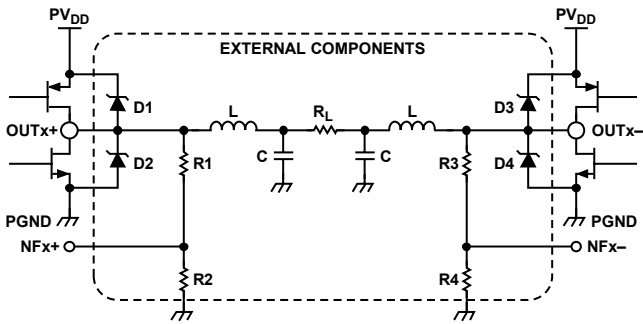 PVDD
PVDD
EXTERNAL COMPONENTS
D1
L
RL
L
D3
OUTx+
OUTx–
D2
R1
C
C
R3
D4
PGND
PGND
NFx+
NFx–
R2
R4